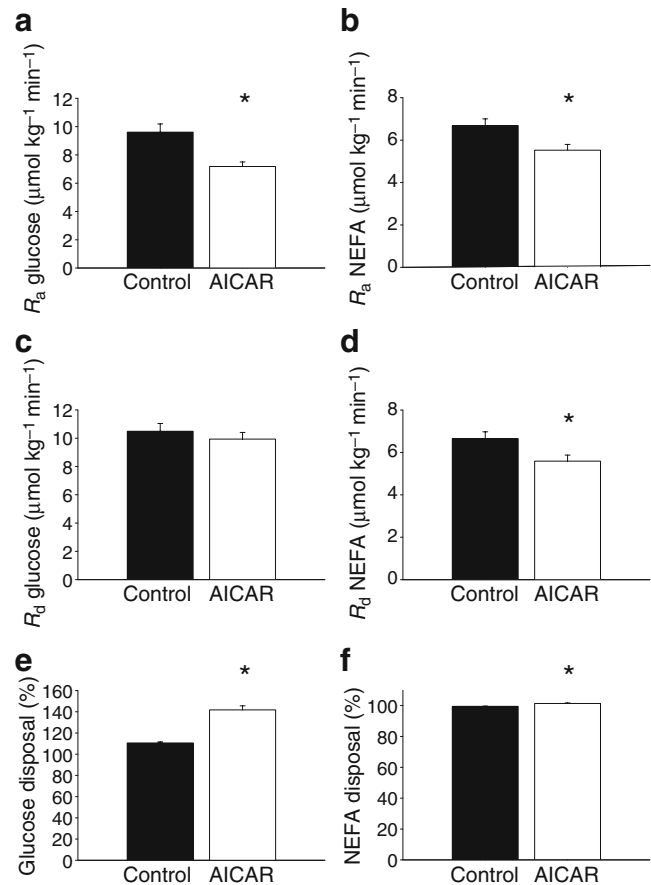 a
Rₐ glucose (μmol kg⁻¹ min⁻¹)
12
10
8
6
4
2
0
*
Control AICAR
b
Rₐ NEFA (μmol kg⁻¹ min⁻¹)
8
6
4
2
0
*
Control AICAR
c
R_d glucose (μmol kg⁻¹ min⁻¹)
12
10
8
6
4
2
0
Control AICAR
d
R_d NEFA (μmol kg⁻¹ min⁻¹)
8
6
4
2
0
*
Control AICAR
e
Glucose disposal (%)
160
140
120
100
80
60
40
20
0
*
Control AICAR
f
NEFA disposal (%)
100
80
60
40
20
0
*
Control AICAR